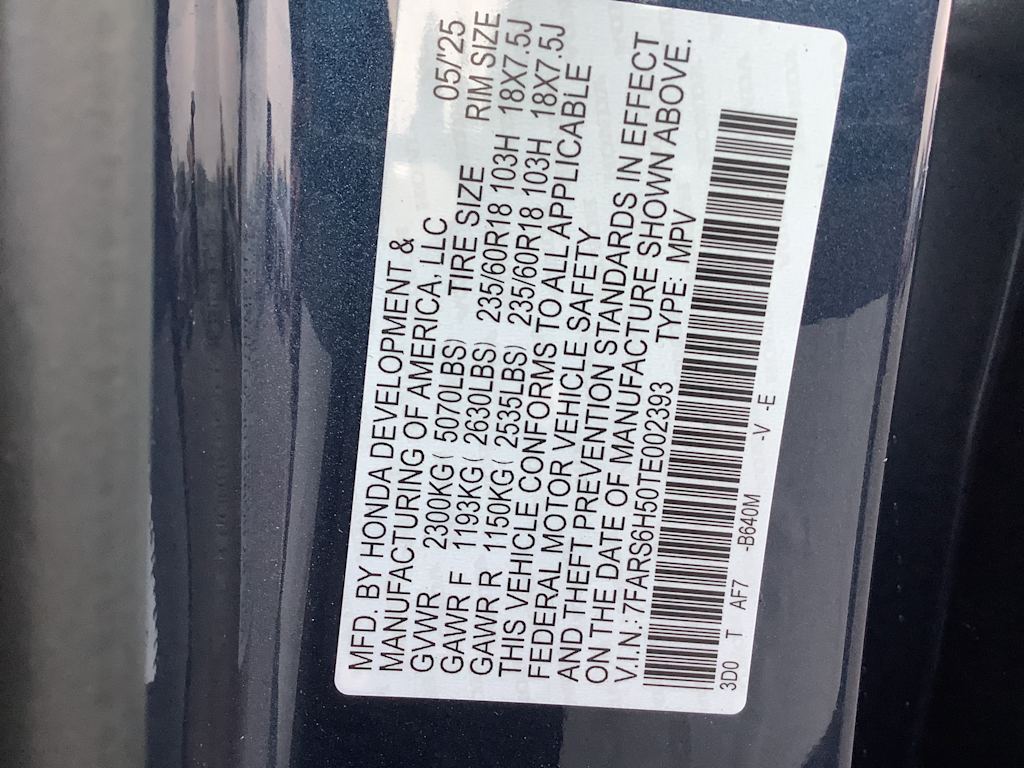 MFD. BY HONDA DEVELOPMENT &
MANUFACTURING OF AMERICA, LLC 05/'25
GVWR 2300KG( 5070LBS) TIRE SIZE RIM SIZE
GAWR F 1193KG( 2630LBS) 235/60R18 103H 18X7.5J
GAWR R 1150KG( 2535LBS) 235/60R18 103H 18X7.5J
THIS VEHICLE CONFORMS TO ALL APPLICABLE
FEDERAL MOTOR VEHICLE SAFETY
AND THEFT PREVENTION STANDARDS IN EFFECT
ON THE DATE OF MANUFACTURE SHOWN ABOVE.
V.I.N.: 7FARS6H50TE002393 TYPE: MPV
3D0 T AF7 -B640M -V -E